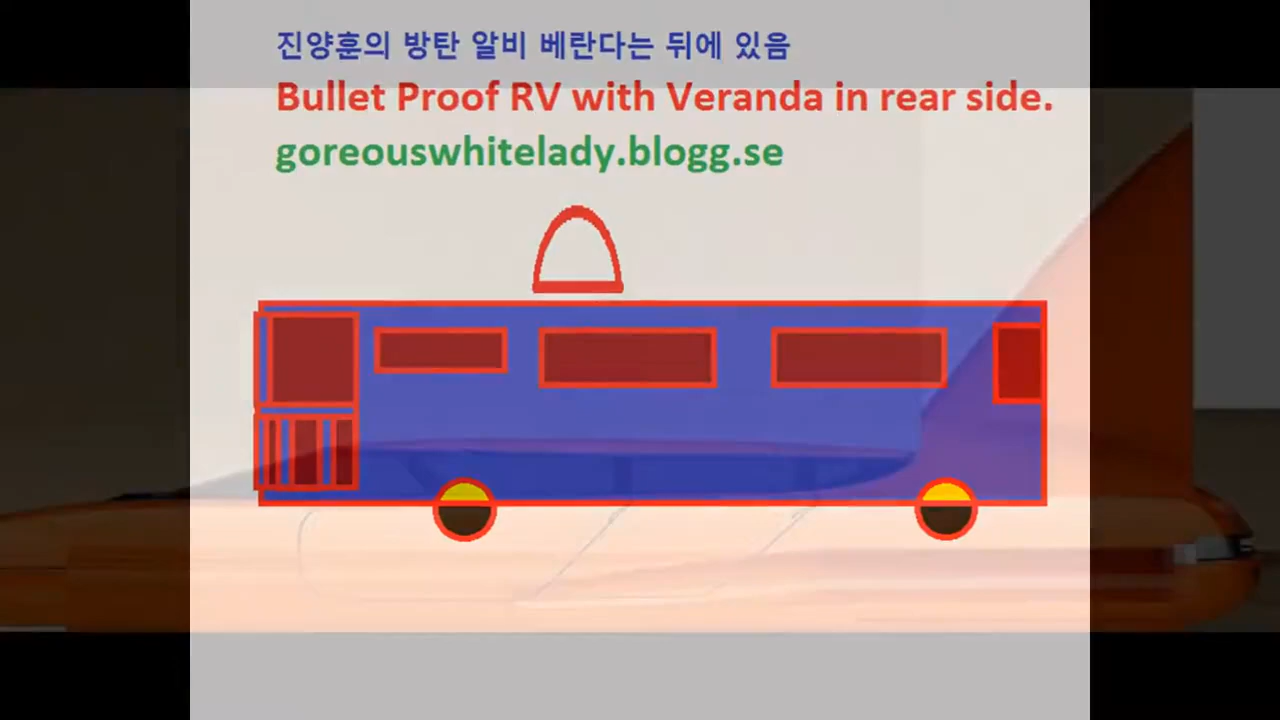 진양훈의 방탄 알비 베란다는 뒤에 있음
Bullet Proof RV with Veranda in rear side.
goreouswhitelady.blogg.se